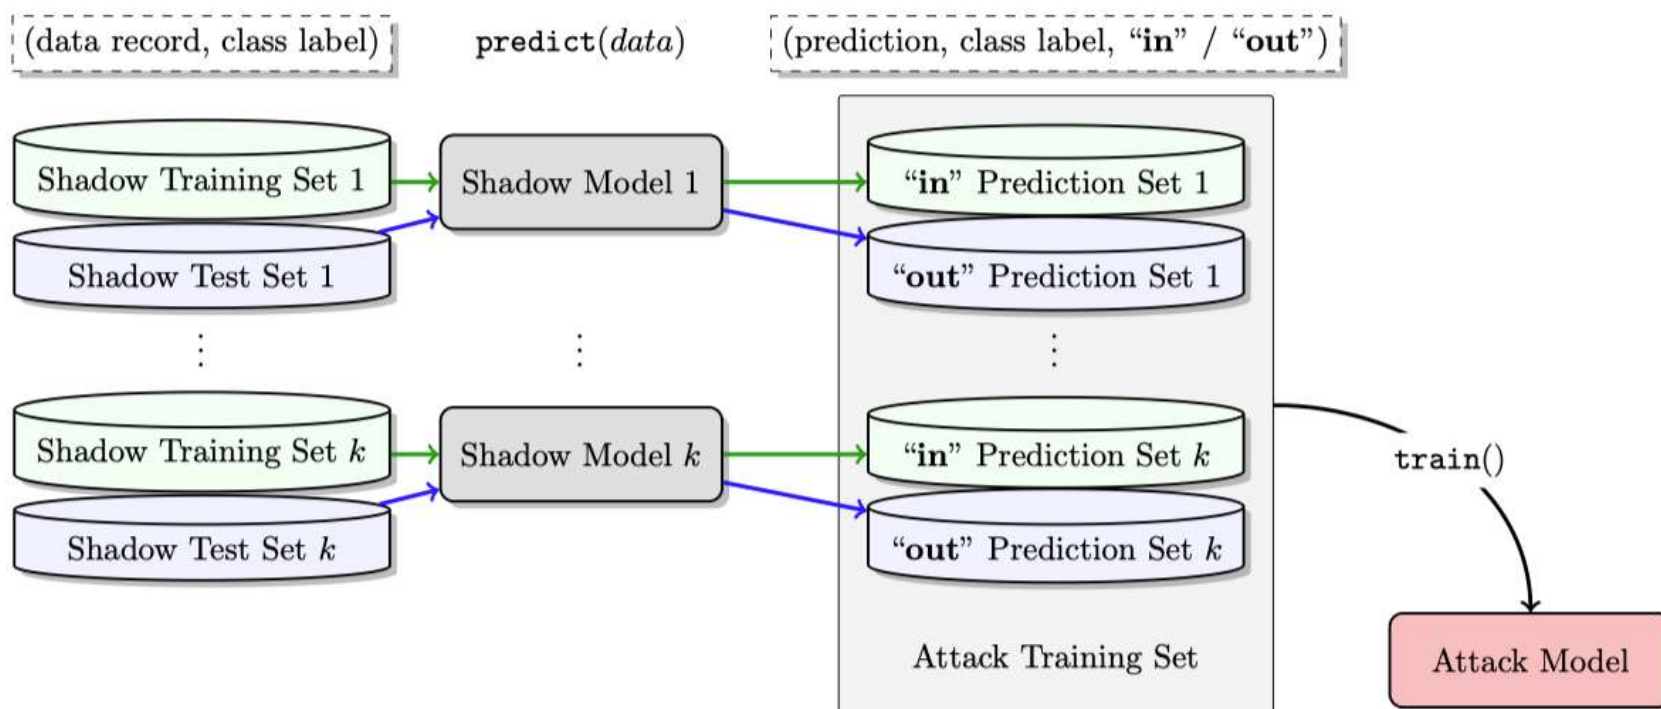 (data record, class label)
predict(data)
(prediction, class label, “in” / “out”)
Shadow Training Set 1
Shadow Model 1
“in” Prediction Set 1
Shadow Test Set 1
“out” Prediction Set 1
⋮
⋮
⋮
Shadow Training Set k
Shadow Model k
“in” Prediction Set k
train()
Shadow Test Set k
“out” Prediction Set k
Attack Training Set
Attack Model